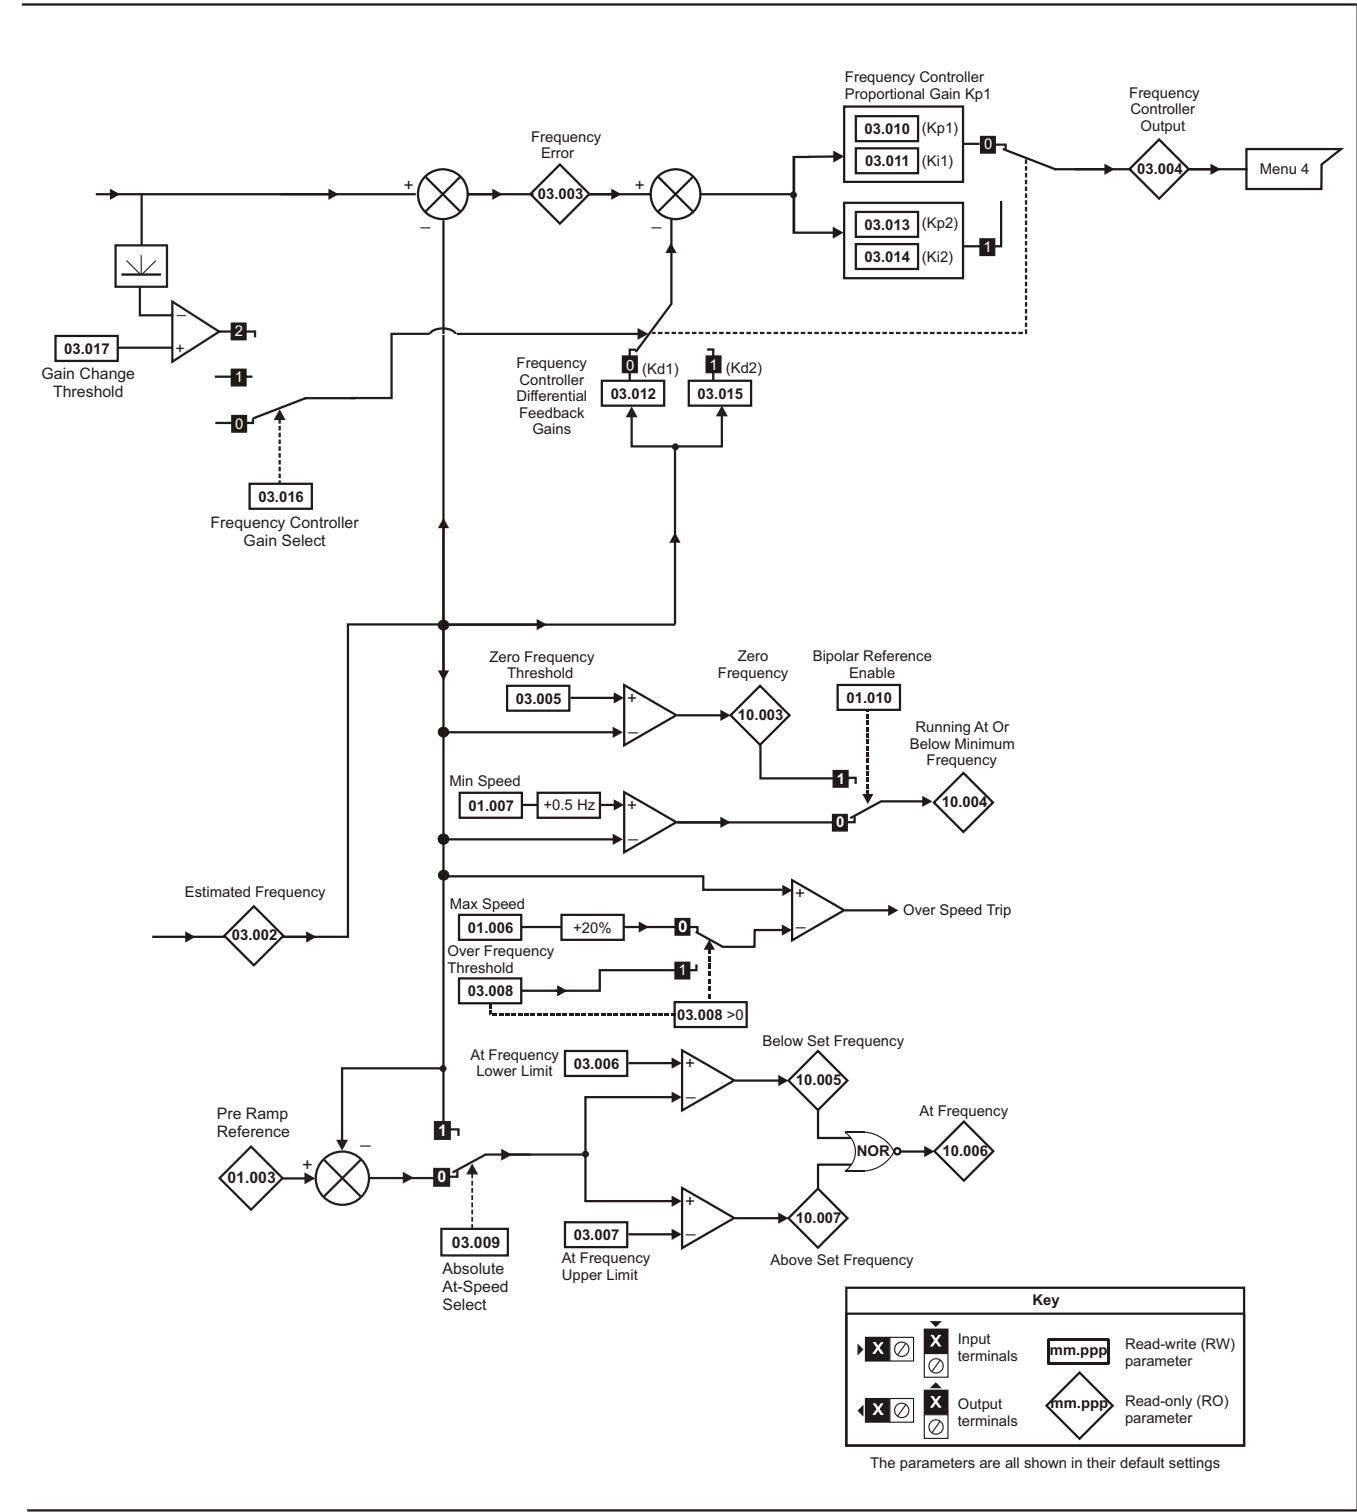 Frequency Controller
Proportional Gain Kp1
03.010 (Kp1)
03.011 (Ki1)
0
Frequency
Controller
Output
03.004
Menu 4
Frequency
Error
+
03.003
+
–
–
03.013 (Kp2)
03.014 (Ki2)
1
–
+
2
03.017
Gain Change
Threshold
1
0
03.016
Frequency Controller
Gain Select
Frequency
Controller
Differential
Feedback
Gains
0 (Kd1)
03.012
1 (Kd2)
03.015
Zero Frequency
Threshold
03.005
+
–
Zero
Frequency
10.003
Bipolar Reference
Enable
01.010
Running At Or
Below Minimum
Frequency
10.004
1
0
Min Speed
01.007
+0.5 Hz
+
–
Estimated Frequency
03.002
Max Speed
01.006
+20%
0
+
–
Over Speed Trip
Over Frequency
Threshold
03.008
1
03.008 >0
At Frequency
Lower Limit
03.006
+
–
Below Set Frequency
10.005
Pre Ramp
Reference
01.003
+
–
1
0
03.009
Absolute
At-Speed
Select
NOR
At Frequency
10.006
+
–
03.007
At Frequency
Upper Limit
10.007
Above Set Frequency
Key
X
X
Input
terminals
mm.ppp
Read-write (RW)
parameter
X
X
Output
terminals
mm.ppp
Read-only (RO)
parameter
The parameters are all shown in their default settings